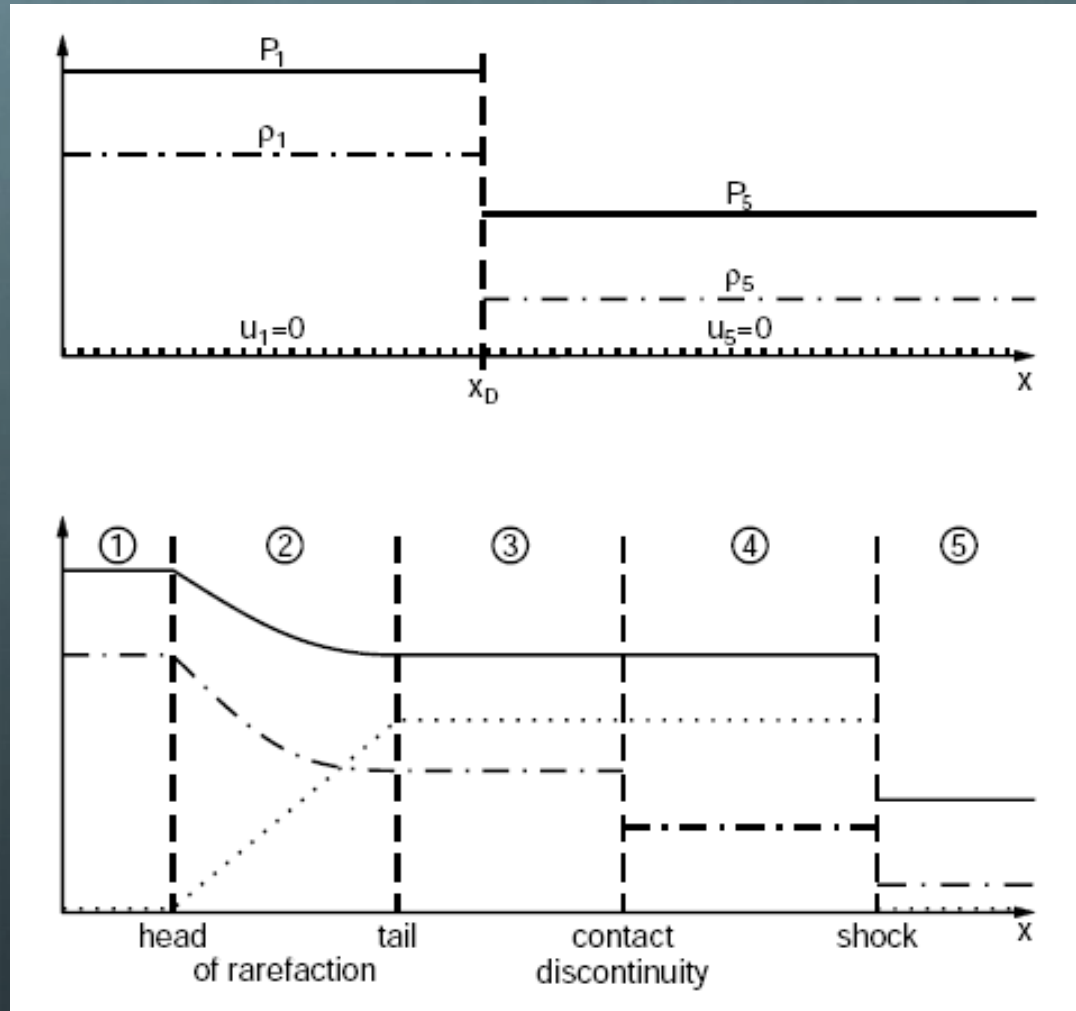 P₁
ρ₁
P₅
ρ₅
u₁=0 u₅=0
x_D x
① ② ③ ④ ⑤
head tail contact shock x
of rarefaction discontinuity